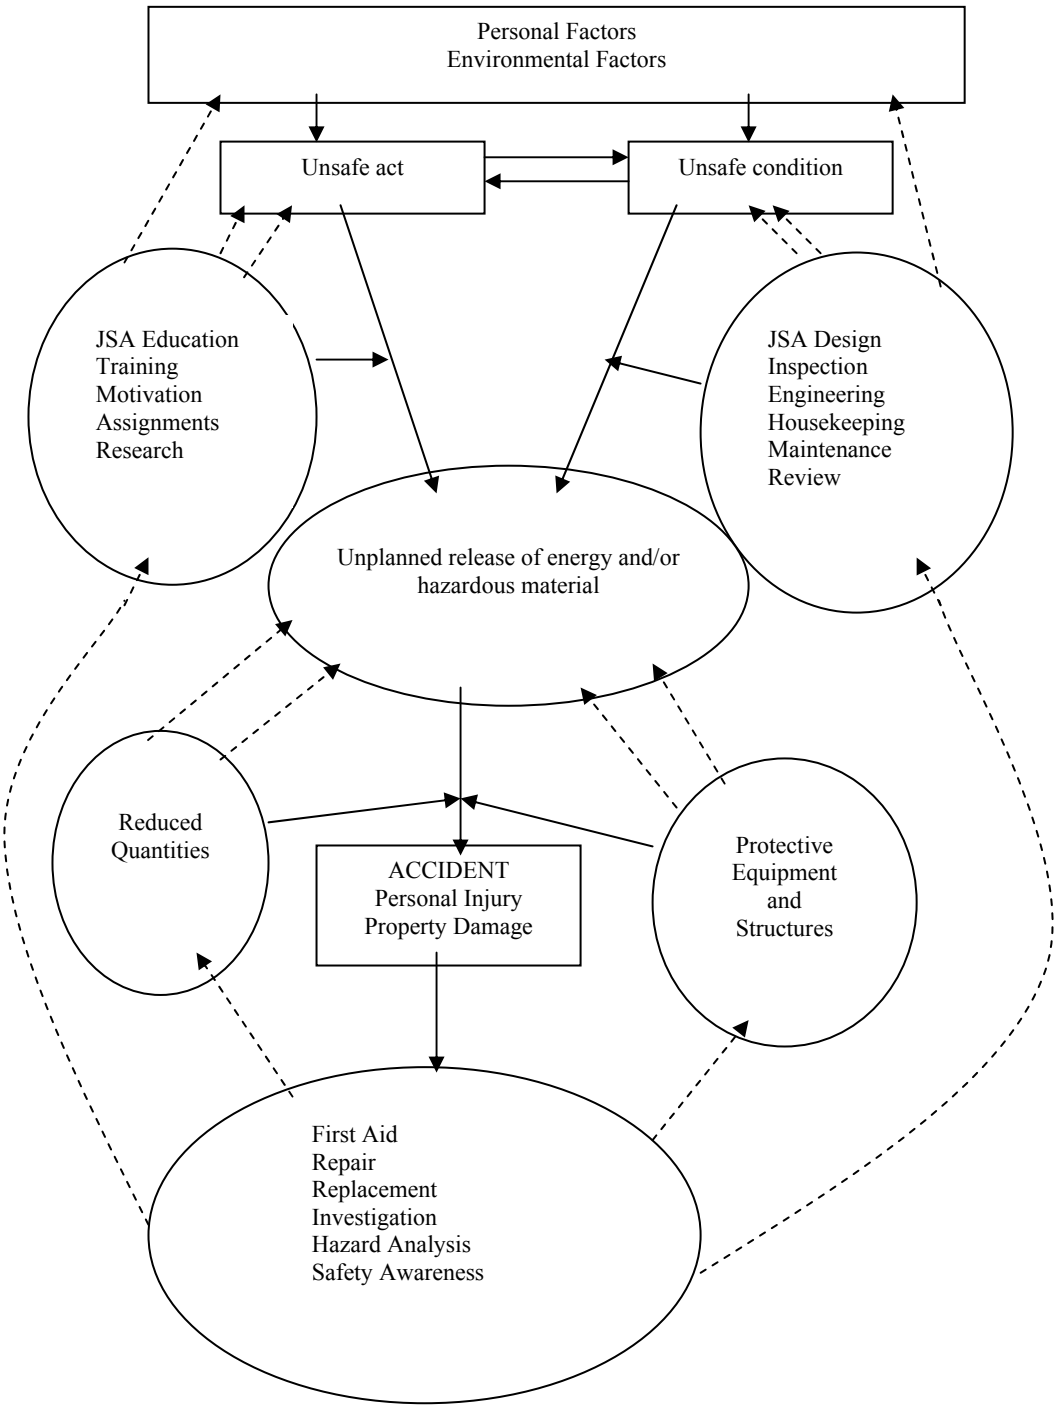 Personal Factors
Environmental Factors
Unsafe act
Unsafe condition
JSA Education
Training
Motivation
Assignments
Research
JSA Design
Inspection
Engineering
Housekeeping
Maintenance
Review
Unplanned release of energy and/or
hazardous material
Reduced
Quantities
Protective
Equipment
and
Structures
ACCIDENT
Personal Injury
Property Damage
First Aid
Repair
Replacement
Investigation
Hazard Analysis
Safety Awareness